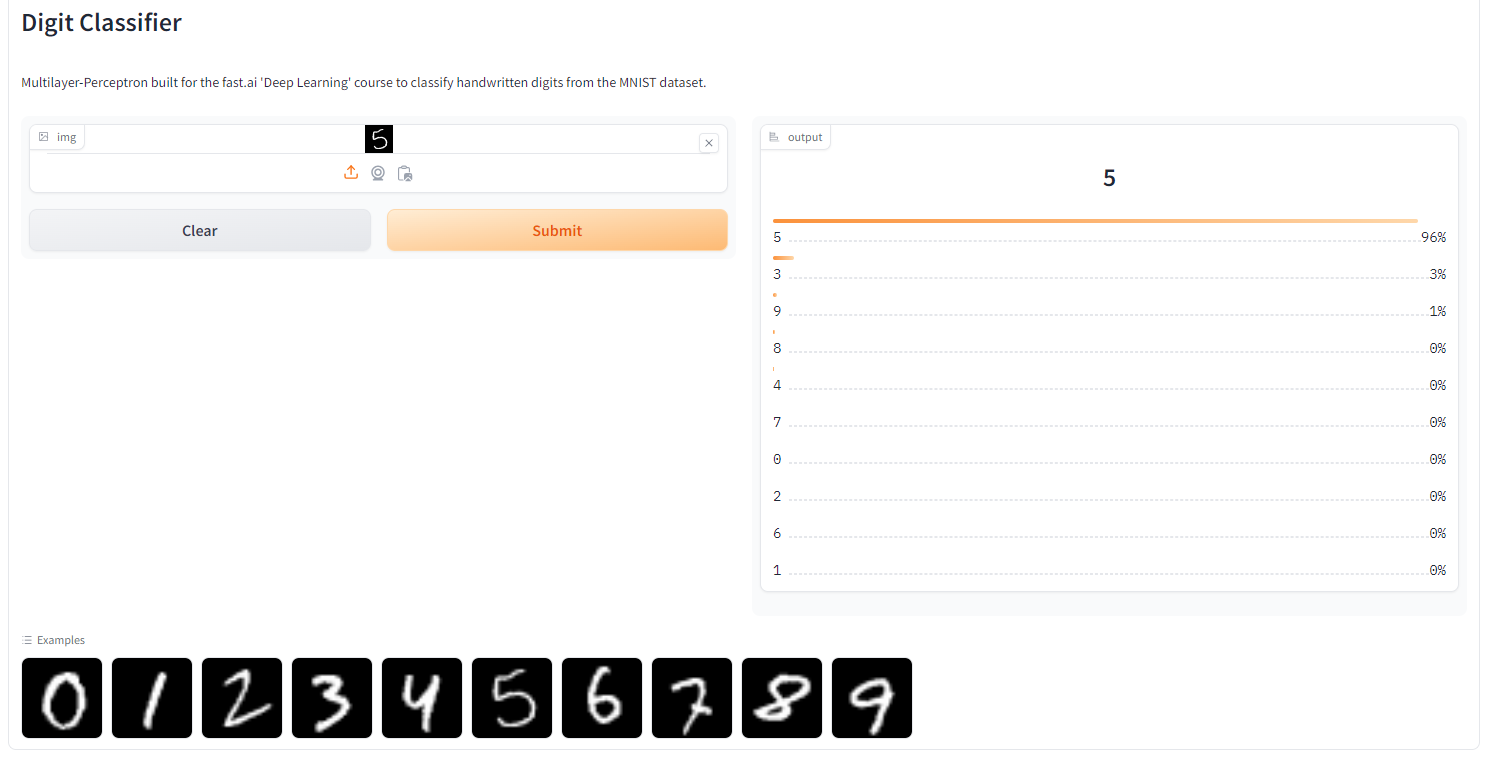 Digit Classifier
Multilayer-Perceptron built for the fast.ai 'Deep Learning' course to classify handwritten digits from the MNIST dataset.
img
5
Clear
Submit
output
5
5 96%
3 3%
9 1%
8 0%
4 0%
7 0%
0 0%
2 0%
6 0%
1 0%
Examples
0 1 2 3 4 5 6 7 8 9